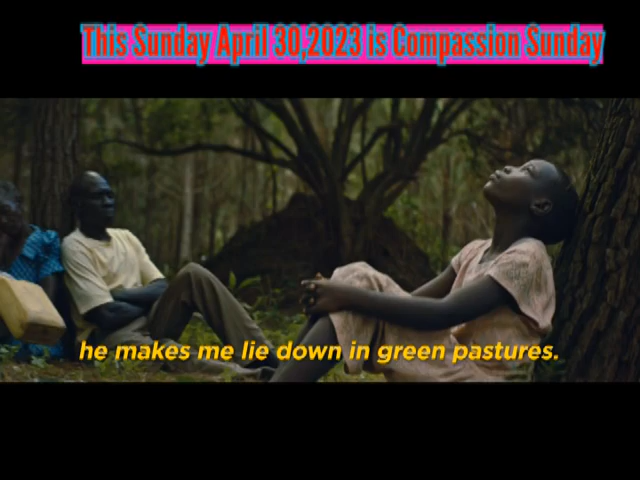 This Sunday April 30,2023 is Compassion Sunday
he makes me lie down in green pastures.